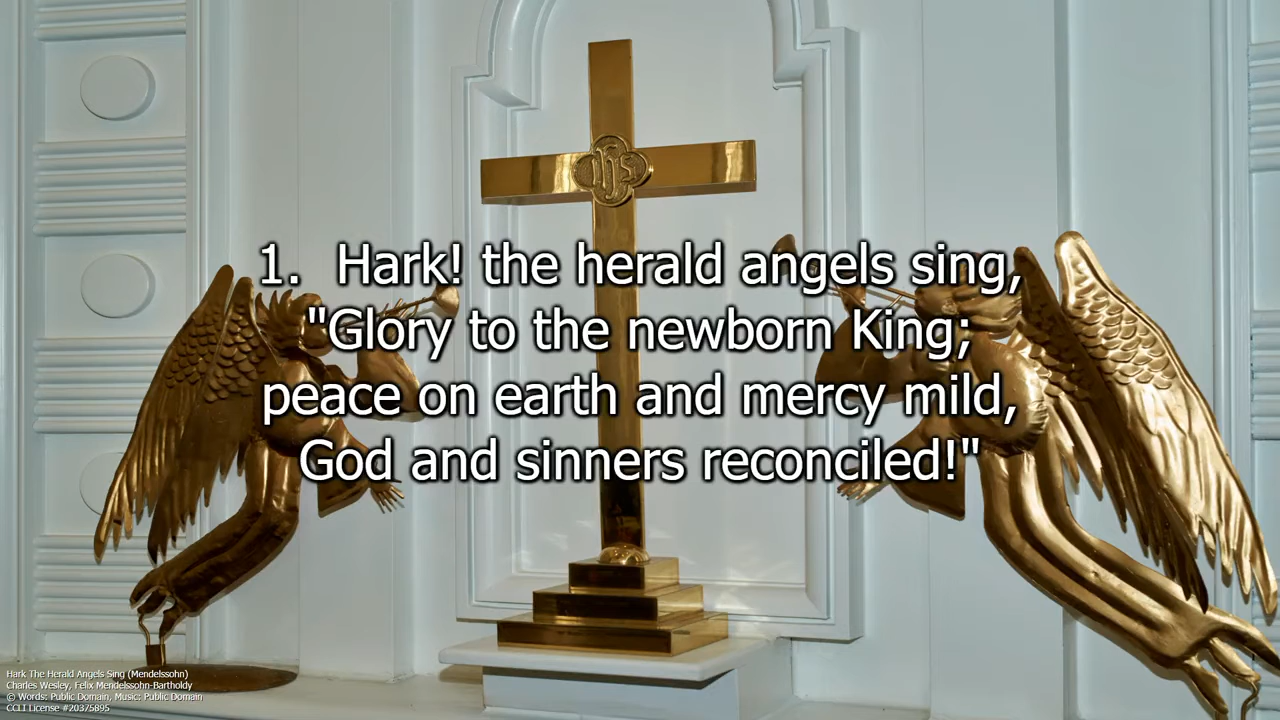 IHS
1. Hark! the herald angels sing,
"Glory to the newborn King;
peace on earth and mercy mild,
God and sinners reconciled!"
Hark The Herald Angels Sing (Mendelssohn)
Charles Wesley, Felix Mendelssohn-Bartholdy
© Words: Public Domain, Music: Public Domain
CCLI License #20375895